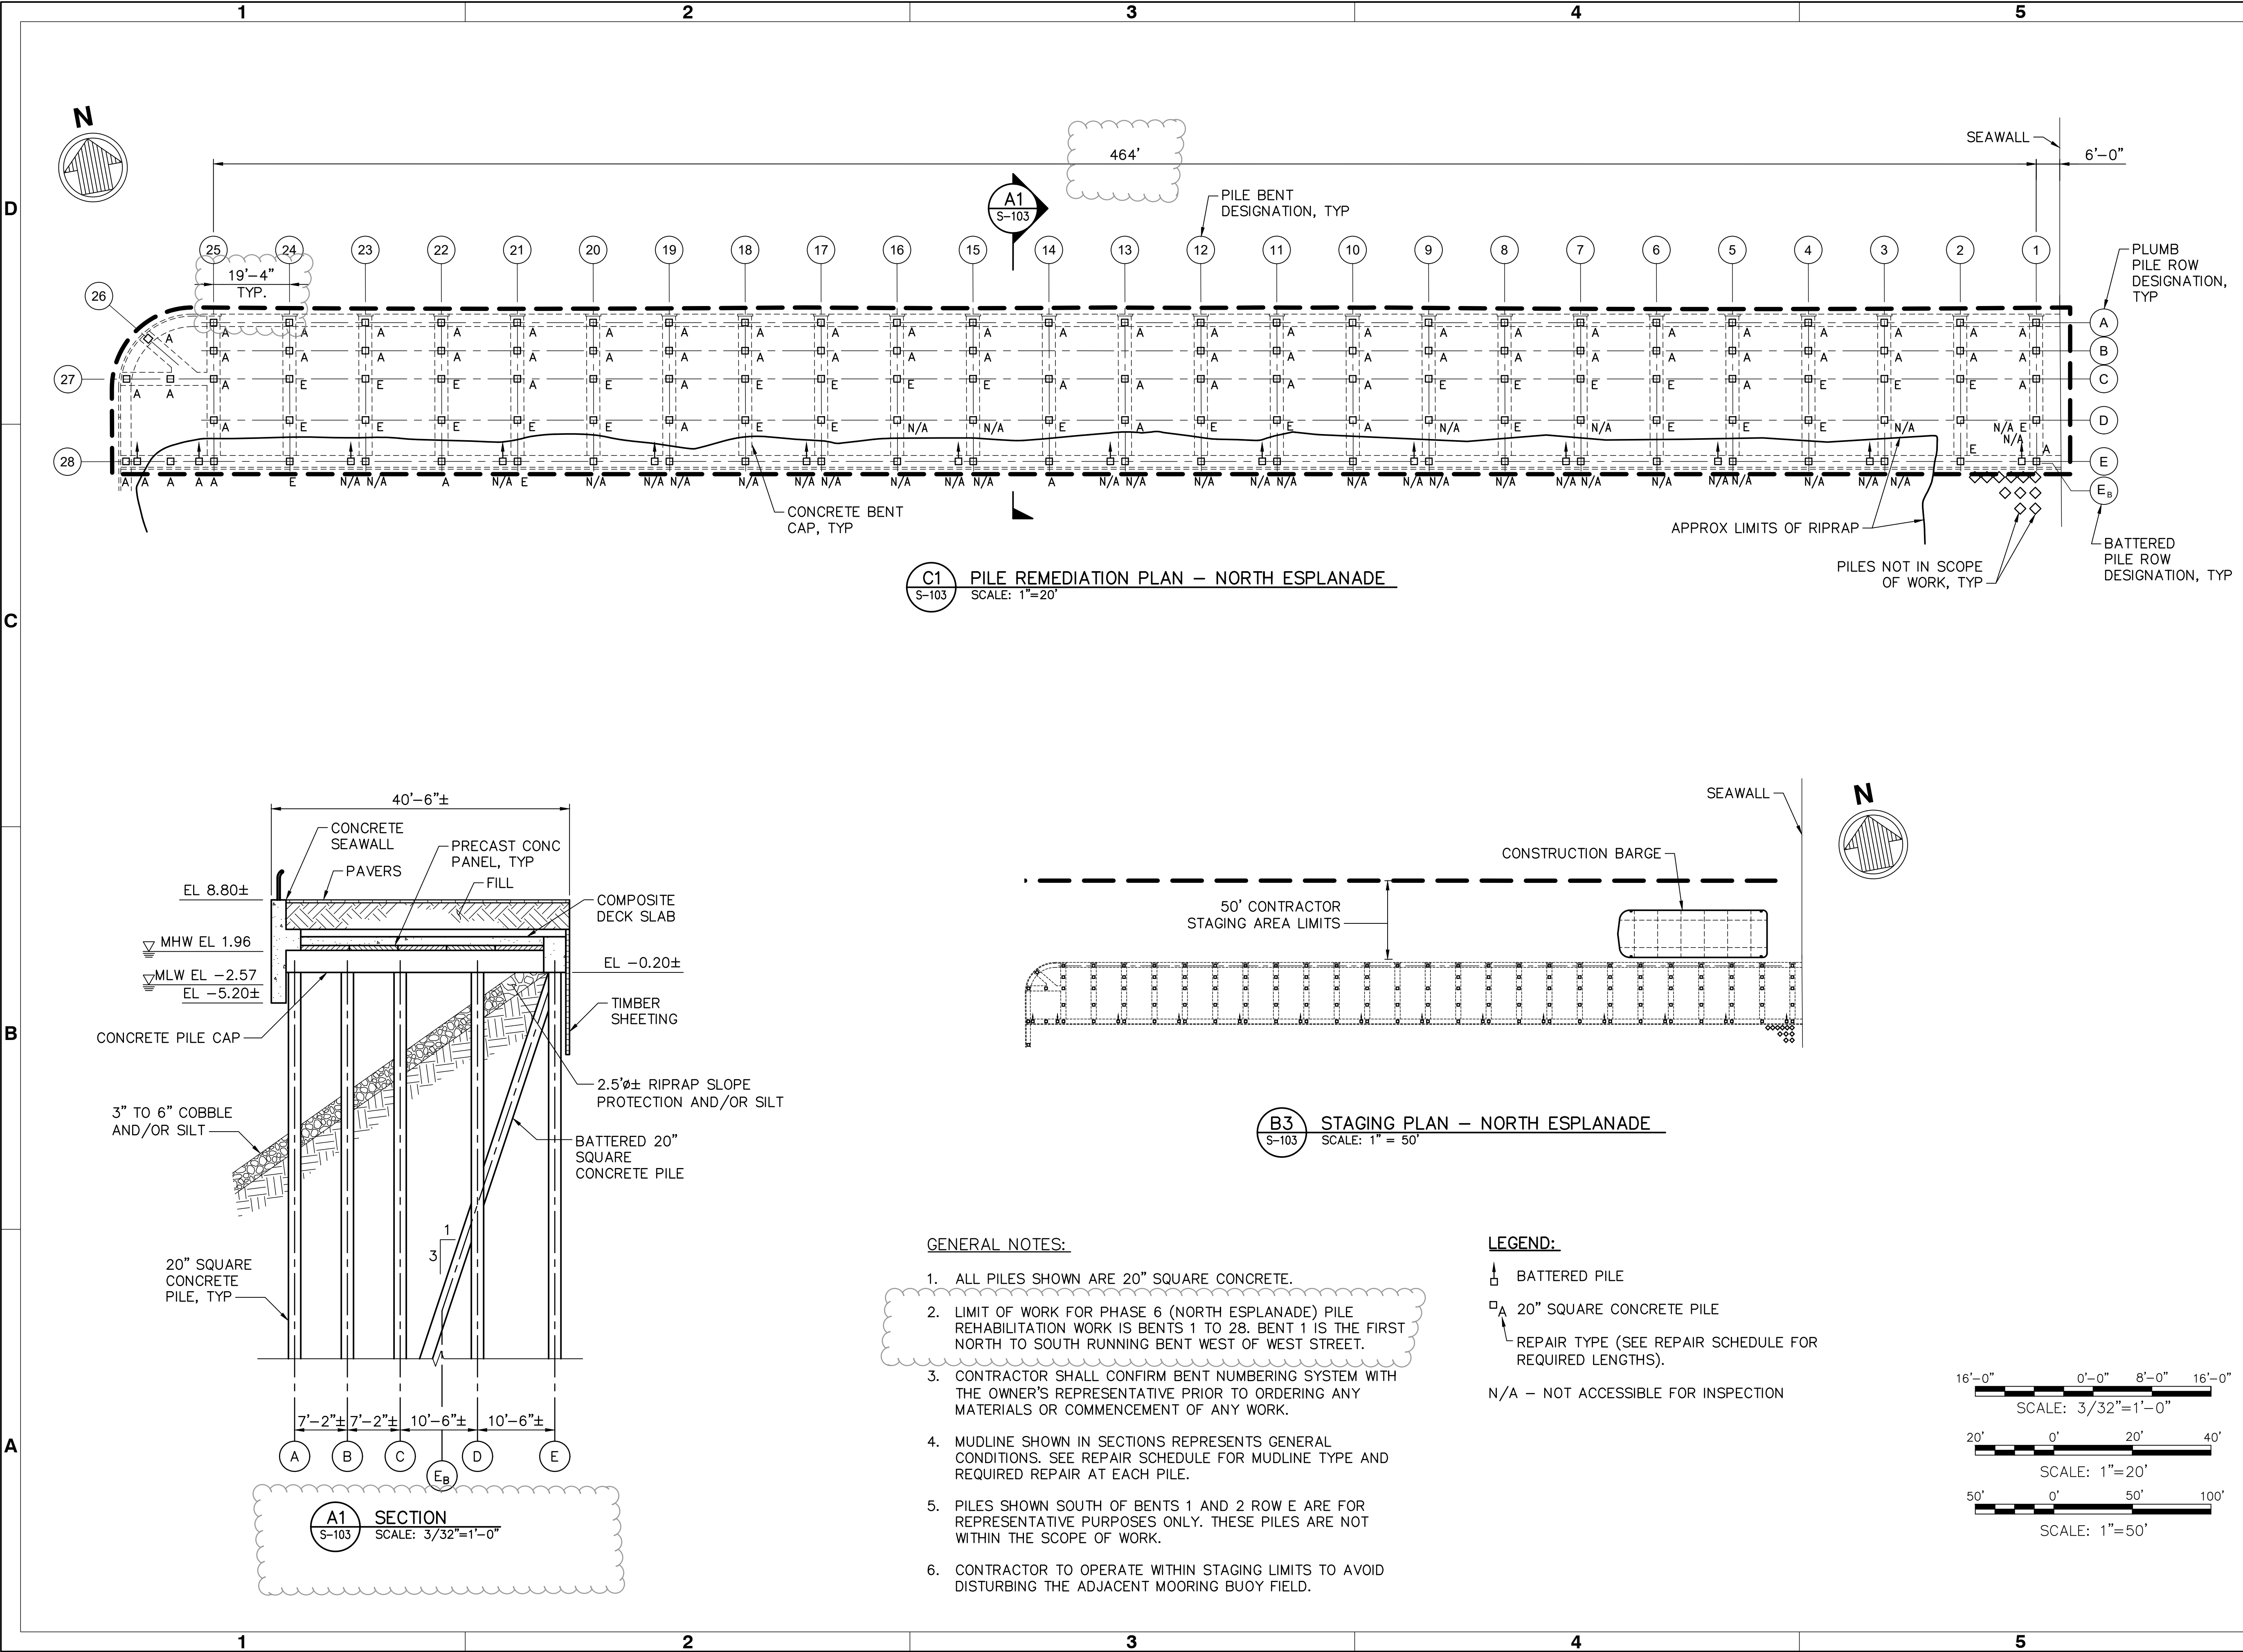 1 2 3 4 5
N
SEAWALL
464'
6'-0"
A1
S-103
PILE BENT
DESIGNATION, TYP
D
25 24 23 22 21 20 19 18 17 16 15 14 13 12 11 10 9 8 7 6 5 4 3 2 1
PLUMB
PILE ROW
DESIGNATION,
TYP
19'-4"
TYP.
26
A A A A A A A A A A A A A A A A A A A A A A A A A A
A
A A A A A A A A A A A A A A A A A A A A A A A
B
27
A A A E E E A E A E A E E A A A A E A E E E A E E E A
C
E E E E E A E E N/A N/A E A E E A N/A E N/A E E E N/A N/A E
D
N/A
E A
28
E
A A A A A E N/A N/A A N/A E N/A N/A N/A N/A N/A N/A N/A N/A N/A A N/A N/A N/A N/A N/A N/A N/A N/A N/A N/A N/A N/A N/A N/A N/A N/A N/A
EB
CONCRETE BENT
CAP, TYP
APPROX LIMITS OF RIPRAP
PILES NOT IN SCOPE
OF WORK, TYP
BATTERED
PILE ROW
DESIGNATION, TYP
C1
S-103
PILE REMEDIATION PLAN – NORTH ESPLANADE
SCALE: 1"=20'
C
40'-6"±
CONCRETE
SEAWALL
PAVERS
PRECAST CONC
PANEL, TYP
FILL
EL 8.80±
COMPOSITE
DECK SLAB
MHW EL 1.96
MLW EL -2.57
EL -5.20±
EL -0.20±
TIMBER
SHEETING
CONCRETE PILE CAP
2.5'ø± RIPRAP SLOPE
PROTECTION AND/OR SILT
3" TO 6" COBBLE
AND/OR SILT
BATTERED 20"
SQUARE
CONCRETE PILE
1
3
20" SQUARE
CONCRETE
PILE, TYP
7'-2"± 7'-2"± 10'-6"± 10'-6"±
A B C D E
EB
A1
S-103
SECTION
SCALE: 3/32"=1'-0"
B
SEAWALL
N
CONSTRUCTION BARGE
50' CONTRACTOR
STAGING AREA LIMITS
B3
S-103
STAGING PLAN – NORTH ESPLANADE
SCALE: 1" = 50'
GENERAL NOTES:
1. ALL PILES SHOWN ARE 20" SQUARE CONCRETE.
2. LIMIT OF WORK FOR PHASE 6 (NORTH ESPLANADE) PILE
REHABILITATION WORK IS BENTS 1 TO 28. BENT 1 IS THE FIRST
NORTH TO SOUTH RUNNING BENT WEST OF WEST STREET.
3. CONTRACTOR SHALL CONFIRM BENT NUMBERING SYSTEM WITH
THE OWNER'S REPRESENTATIVE PRIOR TO ORDERING ANY
MATERIALS OR COMMENCEMENT OF ANY WORK.
4. MUDLINE SHOWN IN SECTIONS REPRESENTS GENERAL
CONDITIONS. SEE REPAIR SCHEDULE FOR MUDLINE TYPE AND
REQUIRED REPAIR AT EACH PILE.
5. PILES SHOWN SOUTH OF BENTS 1 AND 2 ROW E ARE FOR
REPRESENTATIVE PURPOSES ONLY. THESE PILES ARE NOT
WITHIN THE SCOPE OF WORK.
6. CONTRACTOR TO OPERATE WITHIN STAGING LIMITS TO AVOID
DISTURBING THE ADJACENT MOORING BUOY FIELD.
LEGEND:
BATTERED PILE
A 20" SQUARE CONCRETE PILE
REPAIR TYPE (SEE REPAIR SCHEDULE FOR
REQUIRED LENGTHS).
N/A – NOT ACCESSIBLE FOR INSPECTION
16'-0" 0'-0" 8'-0" 16'-0"
SCALE: 3/32"=1'-0"
20' 0' 20' 40'
SCALE: 1"=20'
50' 0' 50' 100'
SCALE: 1"=50'
A
1 2 3 4 5